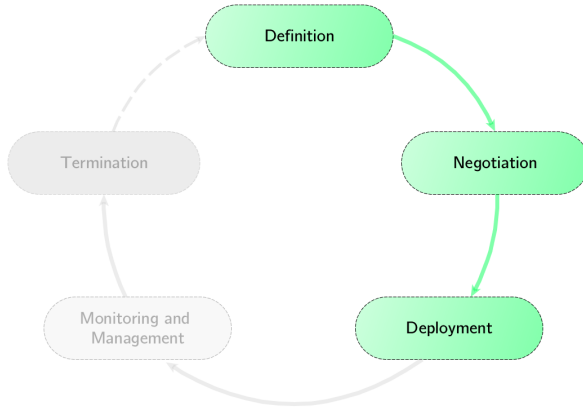 Definition
Negotiation
Deployment
Monitoring and
Management
Termination